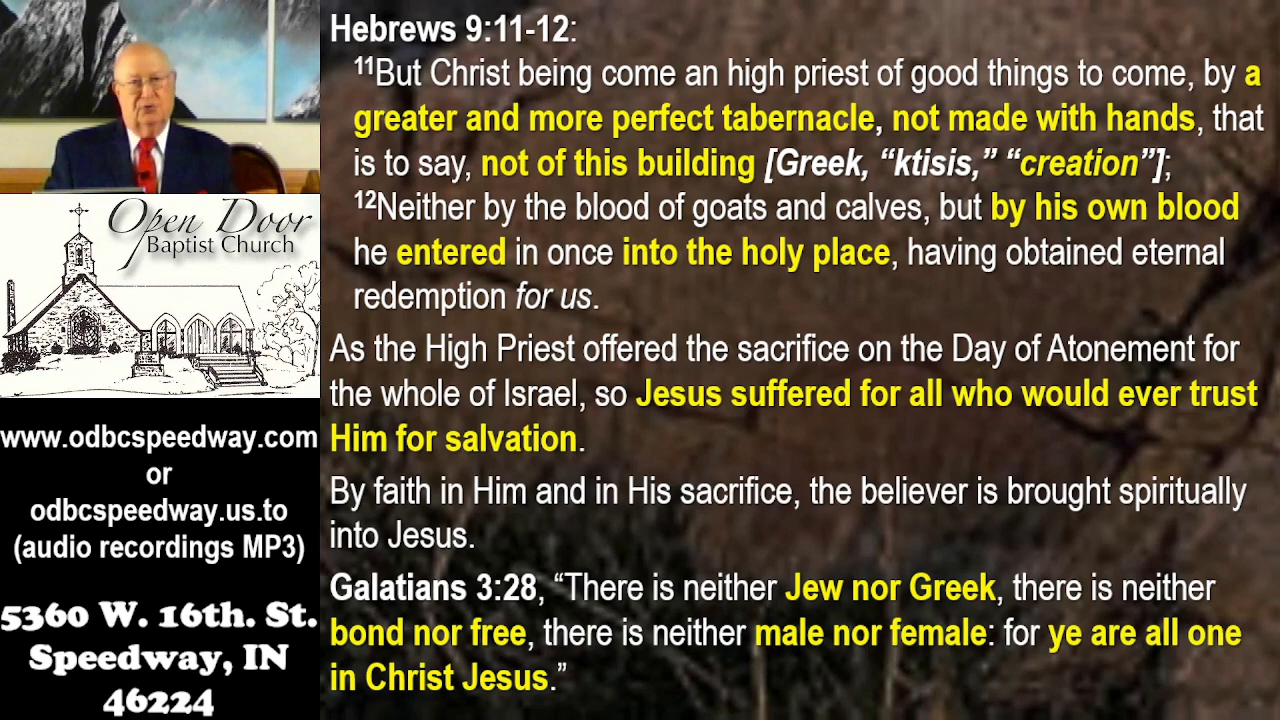 Open Door
Baptist Church
www.odbcspeedway.com
or
odbcspeedway.us.to
(audio recordings MP3)
5360 W. 16th. St.
Speedway, IN
46224
Hebrews 9:11-12:
¹¹But Christ being come an high priest of good things to come, by a
greater and more perfect tabernacle, not made with hands, that
is to say, not of this building [Greek, “ktisis,” “creation”];
¹²Neither by the blood of goats and calves, but by his own blood
he entered in once into the holy place, having obtained eternal
redemption for us.
As the High Priest offered the sacrifice on the Day of Atonement for
the whole of Israel, so Jesus suffered for all who would ever trust
Him for salvation.
By faith in Him and in His sacrifice, the believer is brought spiritually
into Jesus.
Galatians 3:28, “There is neither Jew nor Greek, there is neither
bond nor free, there is neither male nor female: for ye are all one
in Christ Jesus.”